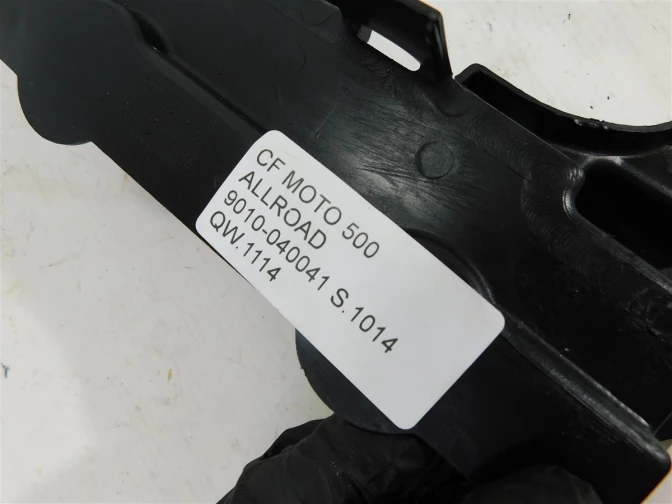 CF MOTO 500
ALLROAD
9010-040041 S.1014
QW.1114